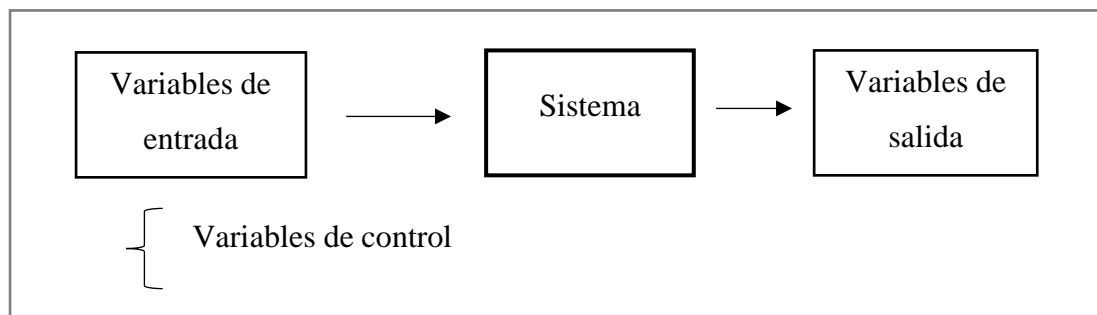 Variables de
entrada
Sistema
Variables de
salida
Variables de control